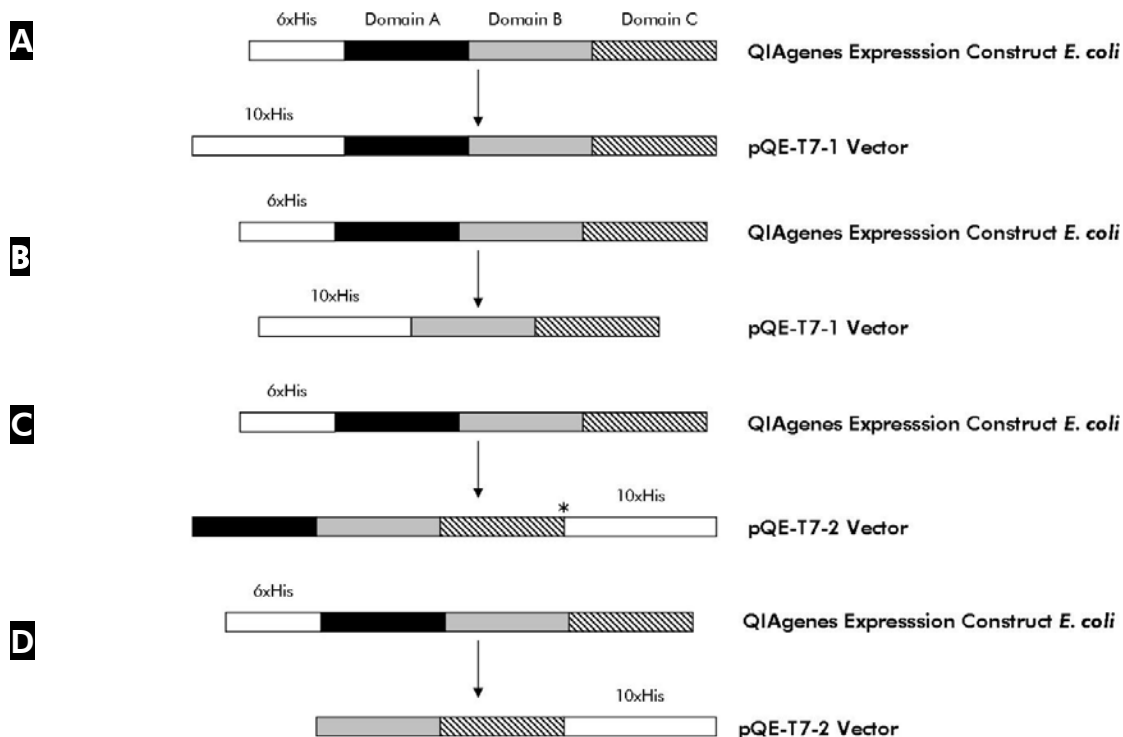 6xHis Domain A Domain B Domain C
A QIAgenes Expresssion Construct E. coli
10xHis
pQE-T7-1 Vector
6xHis
QIAgenes Expresssion Construct E. coli
B
10xHis
pQE-T7-1 Vector
6xHis
C QIAgenes Expresssion Construct E. coli
* 10xHis
pQE-T7-2 Vector
6xHis
QIAgenes Expresssion Construct E. coli
D
10xHis
pQE-T7-2 Vector